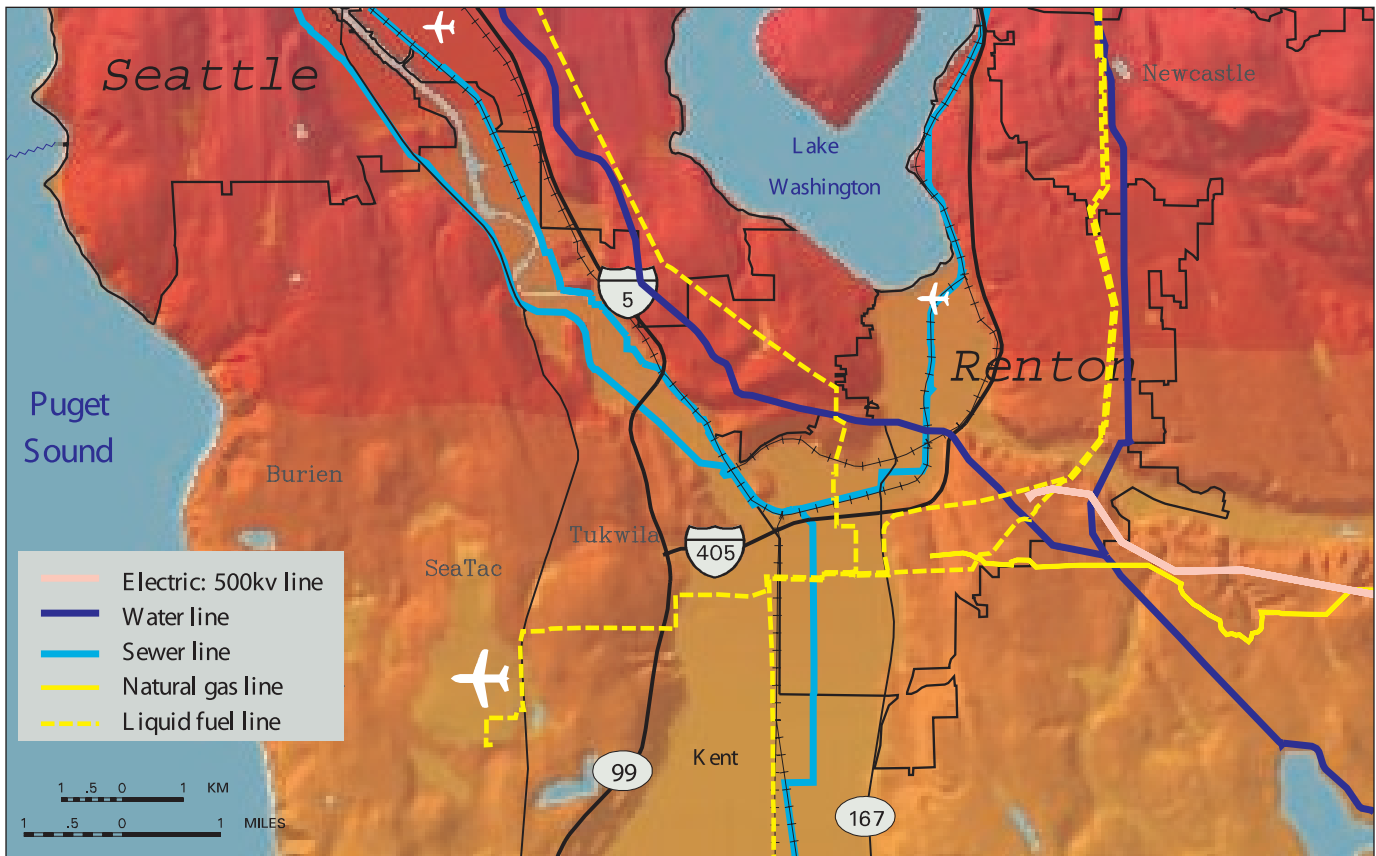 Seattle
Newcastle
Lake
Washington
5
Renton
Puget
Sound
Burien
Tukwila
405
SeaTac
Electric: 500kv line
Water line
Sewer line
Natural gas line
Liquid fuel line
Kent
99
167
1 .5 0 1 KM
1 .5 0 1 MILES